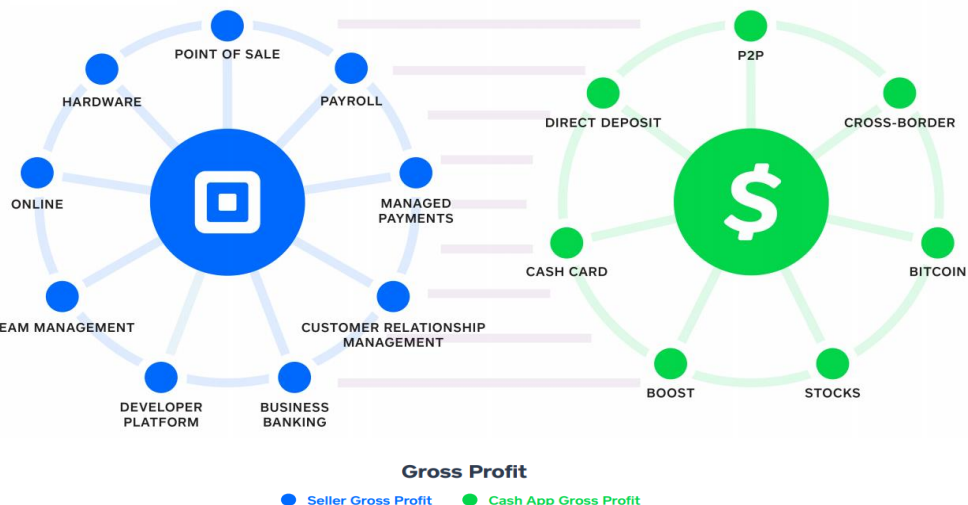 POINT OF SALE
P2P
HARDWARE
PAYROLL
DIRECT DEPOSIT
CROSS-BORDER
ONLINE
MANAGED
PAYMENTS
CASH CARD
BITCOIN
EAM MANAGEMENT
CUSTOMER RELATIONSHIP
MANAGEMENT
BOOST
STOCKS
DEVELOPER
PLATFORM
BUSINESS
BANKING
$
Gross Profit
Seller Gross Profit
Cash App Gross Profit